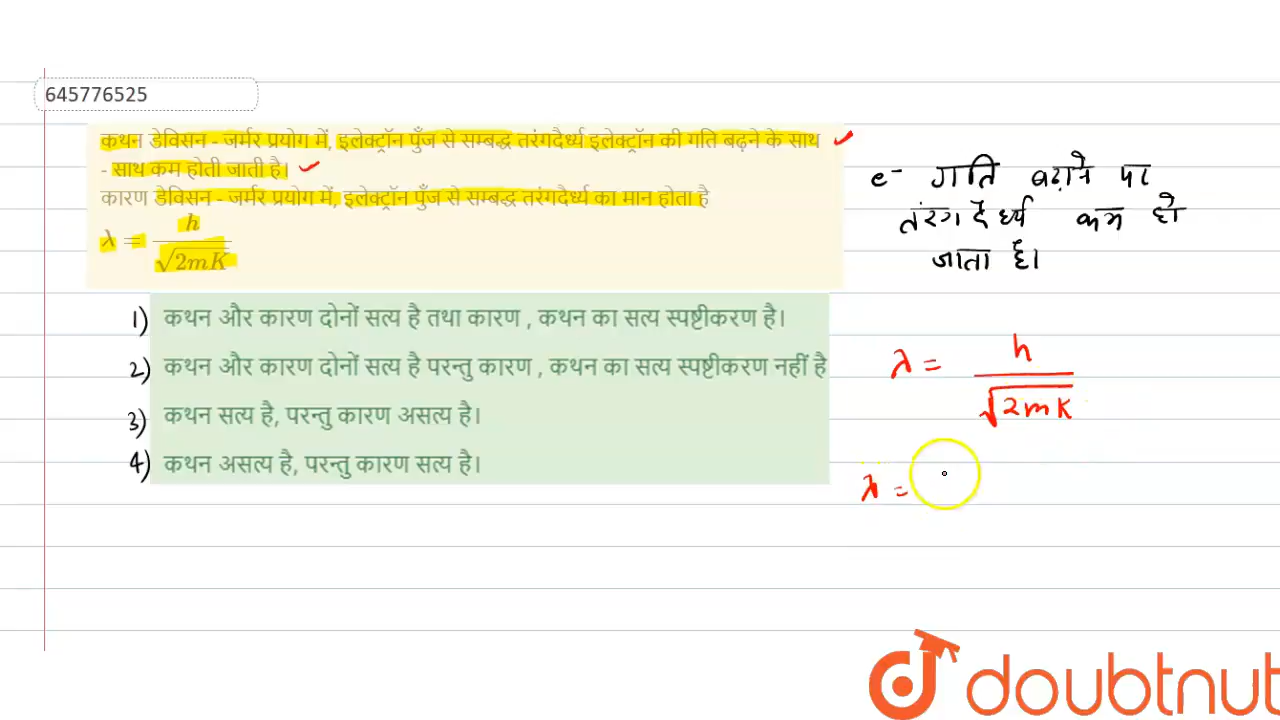 645776525
कथन डेविसन - जर्मर प्रयोग में, इलेक्ट्रॉन पुँज से सम्बद्ध तरंगदैर्ध्य इलेक्ट्रॉन की गति बढ़ने के साथ
- साथ कम होती जाती है।
कारण डेविसन - जर्मर प्रयोग में, इलेक्ट्रॉन पुँज से सम्बद्ध तरंगदैर्ध्य का मान होता है
λ = h/√2mK
1) कथन और कारण दोनों सत्य है तथा कारण , कथन का सत्य स्पष्टीकरण है।
2) कथन और कारण दोनों सत्य है परन्तु कारण , कथन का सत्य स्पष्टीकरण नहीं है
3) कथन सत्य है, परन्तु कारण असत्य है।
4) कथन असत्य है, परन्तु कारण सत्य है।
e- गति बढ़ाने पर
तंरग दैर्ध्य कम हो
जाता है।
λ = h/√2mK
λ =
doubtnut